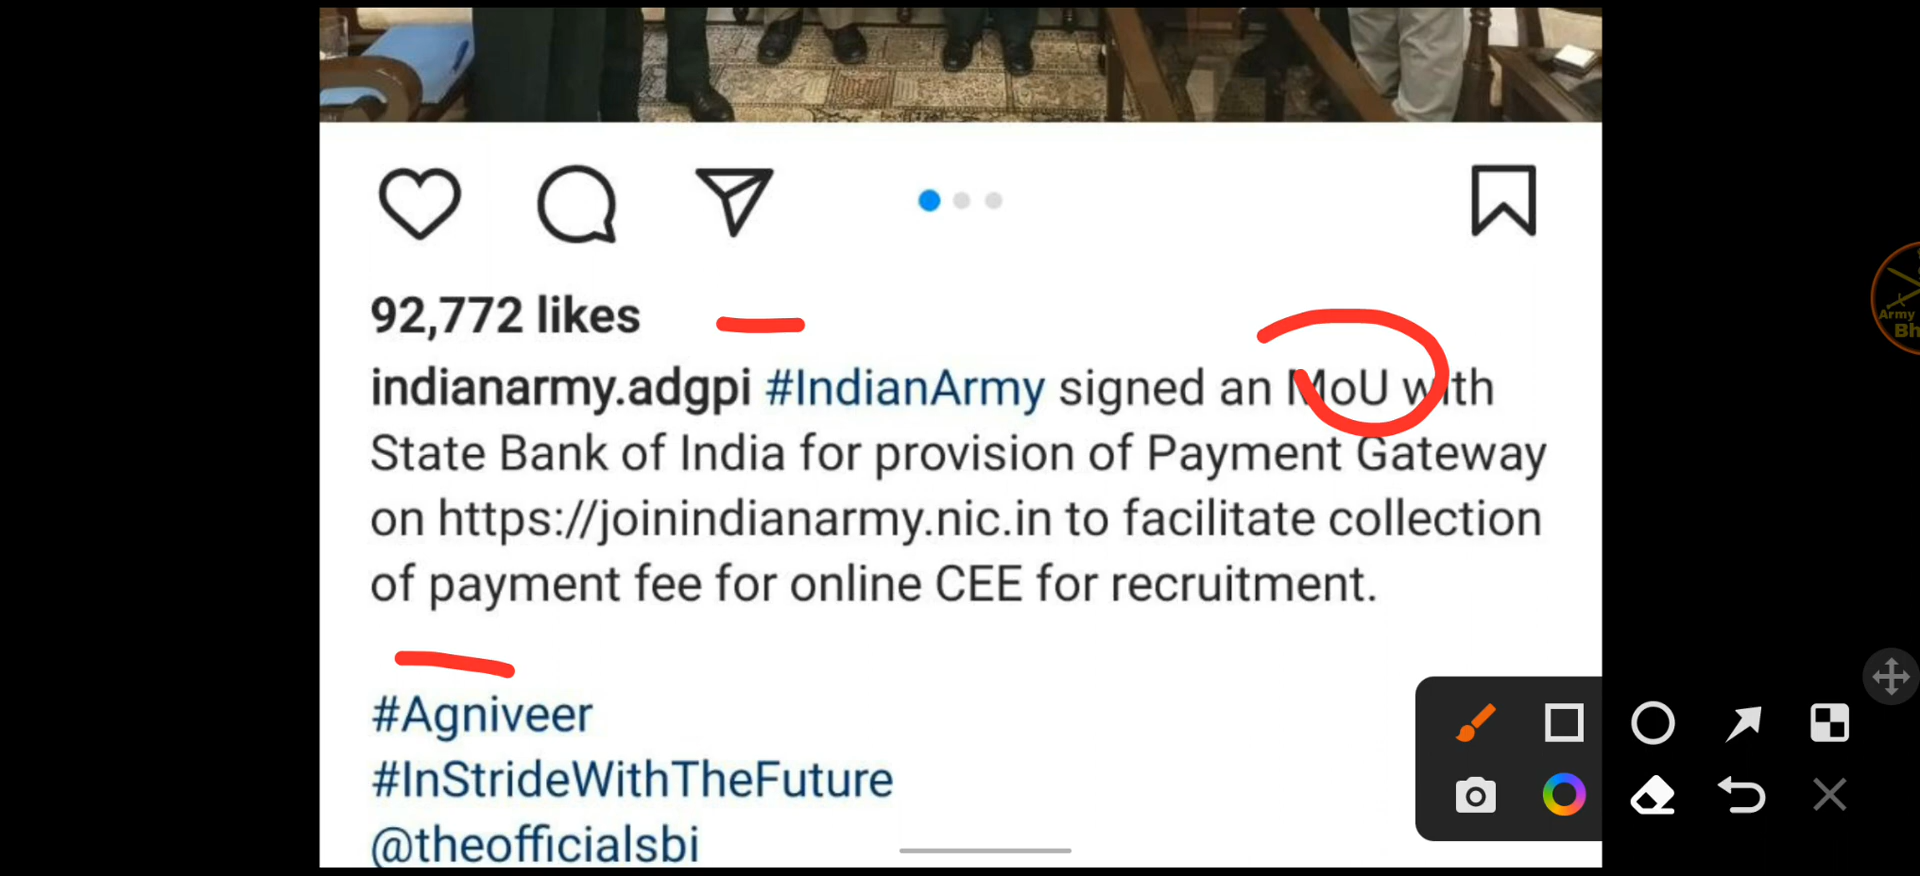 92,772 likes
indianarmy.adgpi #IndianArmy signed an MoU with
State Bank of India for provision of Payment Gateway
on https://joinindianarmy.nic.in to facilitate collection
of payment fee for online CEE for recruitment.
#Agniveer
#InStrideWithTheFuture
@theofficialsbi
Army
Bh